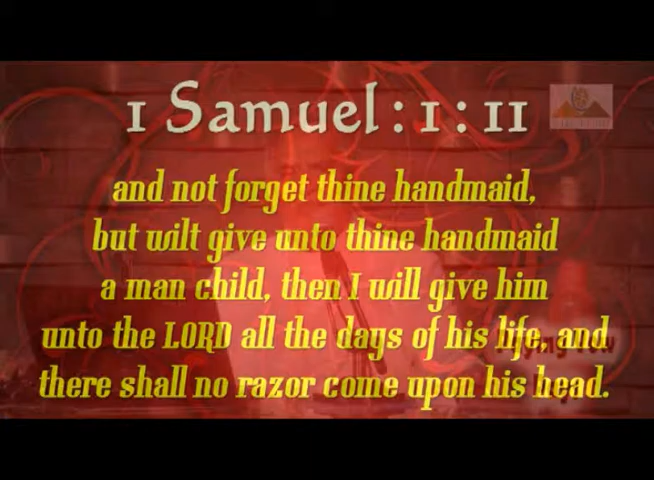 1 Samuel : 1 : 11
and not forget thine handmaid,
but wilt give unto thine handmaid
a man child, then I will give him
unto the LORD all the days of his life, and
there shall no razor come upon his head.